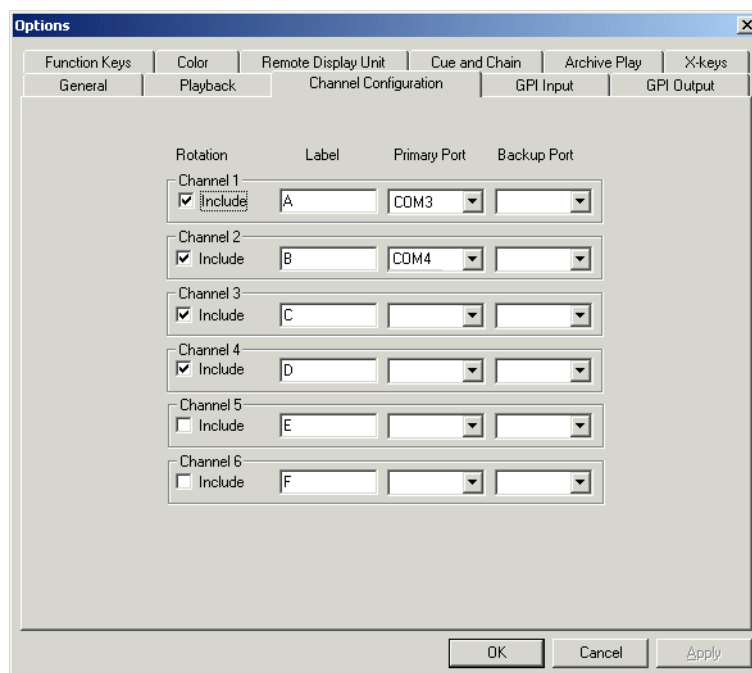 Options
Function Keys Color Remote Display Unit Cue and Chain Archive Play X-keys
General Playback Channel Configuration GPI Input GPI Output
Rotation Label Primary Port Backup Port
Channel 1
Include A COM3
Channel 2
Include B COM4
Channel 3
Include C
Channel 4
Include D
Channel 5
Include E
Channel 6
Include F
OK Cancel Apply